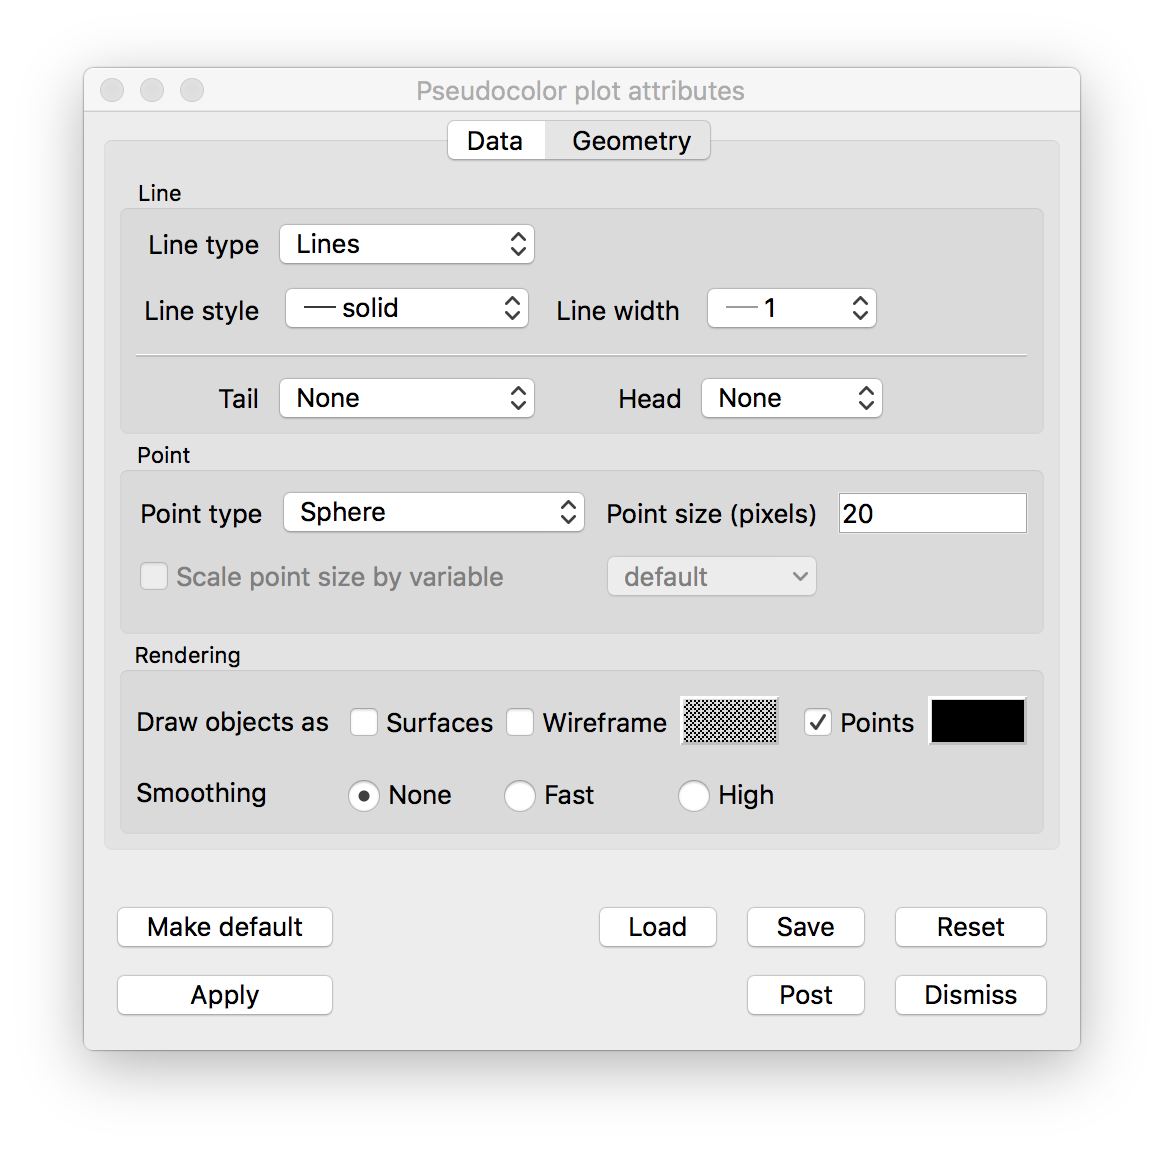 Pseudocolor plot attributes
Data Geometry
Line
Line type Lines
Line style solid Line width 1
Tail None Head None
Point
Point type Sphere Point size (pixels) 20
Scale point size by variable default
Rendering
Draw objects as Surfaces Wireframe Points
Smoothing None Fast High
Make default Load Save Reset
Apply Post Dismiss